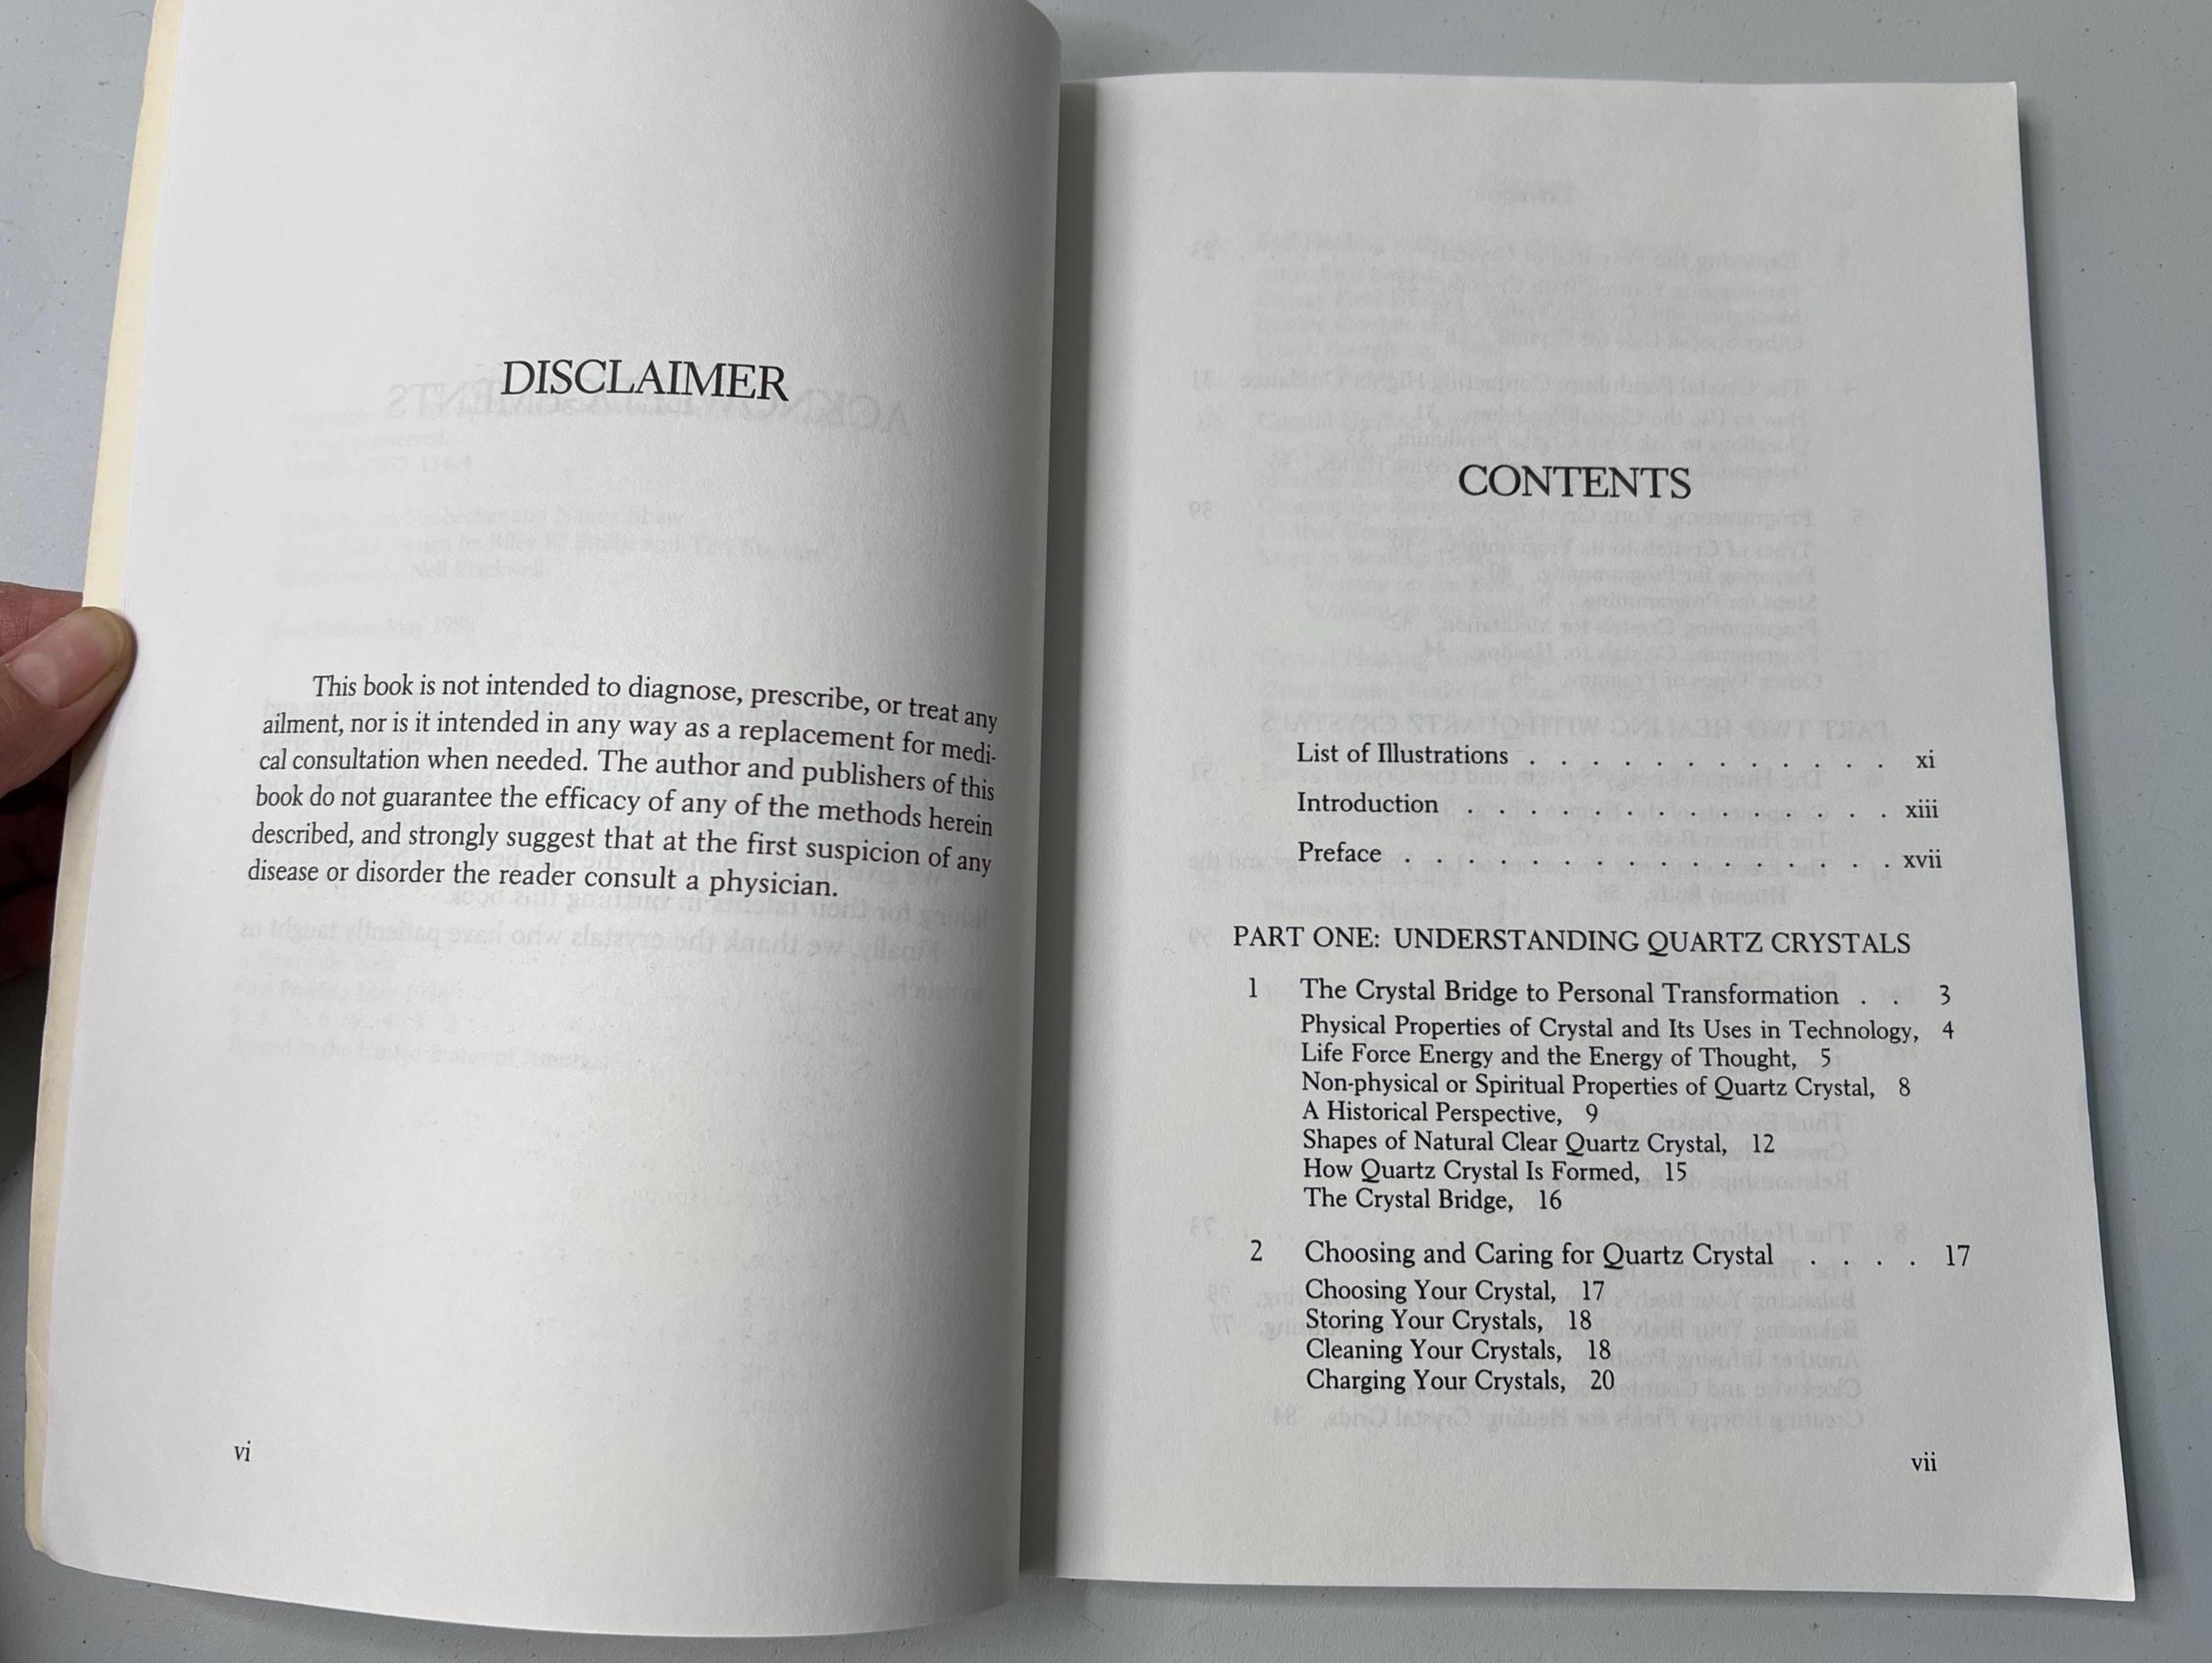 DISCLAIMER
This book is not intended to diagnose, prescribe, or treat any
ailment, nor is it intended in any way as a replacement for medi-
cal consultation when needed. The author and publishers of this
book do not guarantee the efficacy of any of the methods herein
described, and strongly suggest that at the first suspicion of any
disease or disorder the reader consult a physician.
vi
CONTENTS
List of Illustrations . . . . . . . . . . . . xi
Introduction . . . . . . . . . . . . . . xiii
Preface . . . . . . . . . . . . . . . . xvii
PART ONE: UNDERSTANDING QUARTZ CRYSTALS
1 The Crystal Bridge to Personal Transformation . . 3
Physical Properties of Crystal and Its Uses in Technology, 4
Life Force Energy and the Energy of Thought, 5
Non-physical or Spiritual Properties of Quartz Crystal, 8
A Historical Perspective, 9
Shapes of Natural Clear Quartz Crystal, 12
How Quartz Crystal Is Formed, 15
The Crystal Bridge, 16
2 Choosing and Caring for Quartz Crystal . . . . 17
Choosing Your Crystal, 17
Storing Your Crystals, 18
Cleaning Your Crystals, 18
Charging Your Crystals, 20
vii